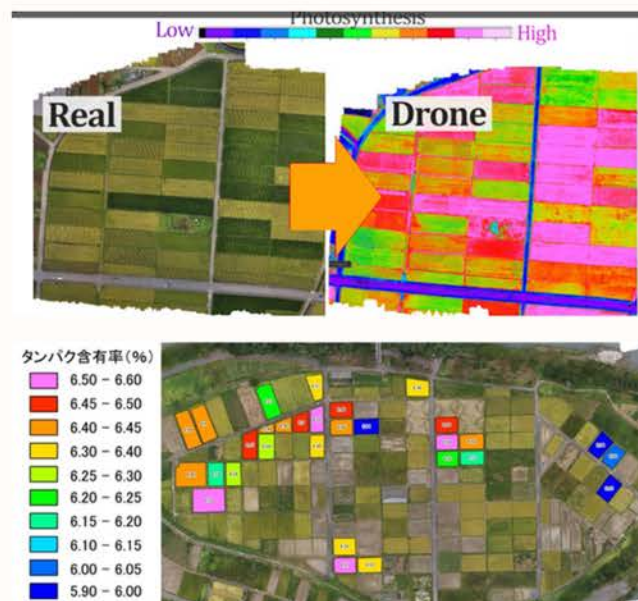 Photosynthesis
Low High
Real Drone
タンパク含有率(%)
6.50 - 6.60
6.45 - 6.50
6.40 - 6.45
6.30 - 6.40
6.25 - 6.30
6.20 - 6.25
6.15 - 6.20
6.10 - 6.15
6.00 - 6.05
5.90 - 6.00